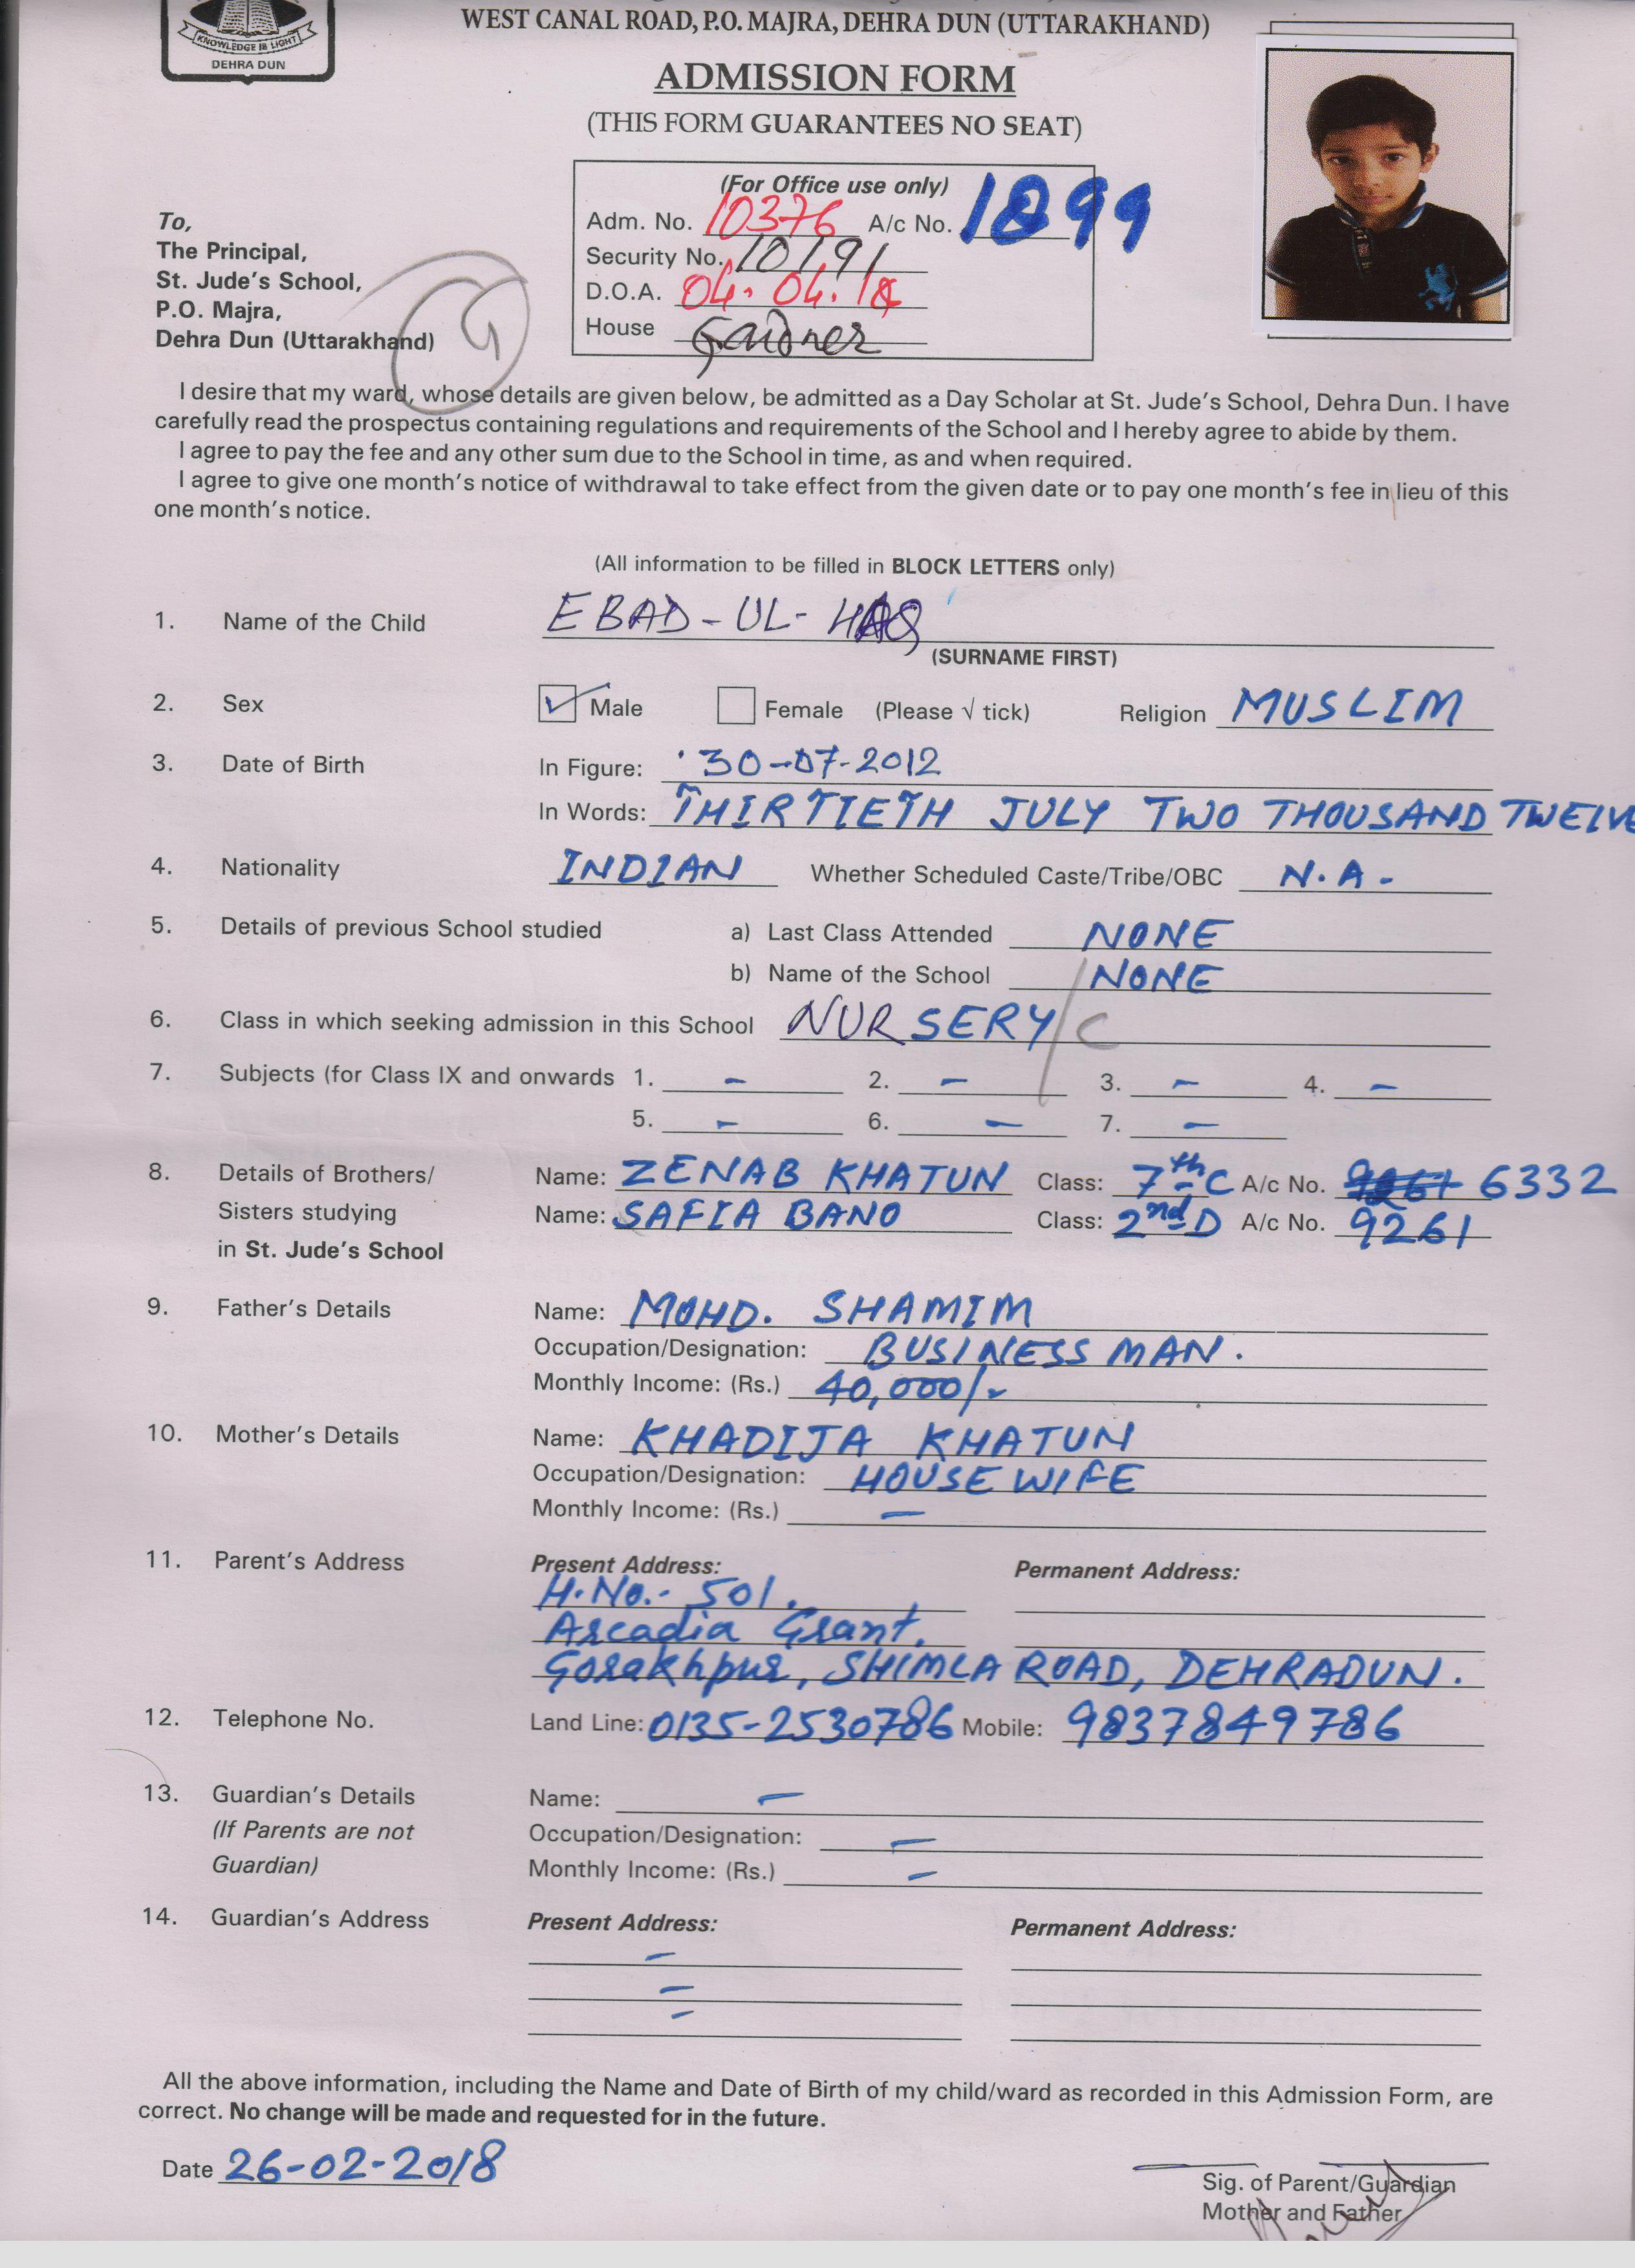 WEST CANAL ROAD, P.O. MAJRA, DEHRA DUN (UTTARAKHAND)
KNOWLEDGE IS LIGHT
DEHRA DUN
ADMISSION FORM
(THIS FORM GUARANTEES NO SEAT)
(For Office use only)
Adm. No. 10376 A/c No. 1899
Security No. 10191
D.O.A. 04.04.18
House Gardner
To,
The Principal,
St. Jude's School,
P.O. Majra,
Dehra Dun (Uttarakhand)
G
I desire that my ward, whose details are given below, be admitted as a Day Scholar at St. Jude's School, Dehra Dun. I have
carefully read the prospectus containing regulations and requirements of the School and I hereby agree to abide by them.
I agree to pay the fee and any other sum due to the School in time, as and when required.
I agree to give one month's notice of withdrawal to take effect from the given date or to pay one month's fee in lieu of this
one month's notice.
(All information to be filled in BLOCK LETTERS only)
1. Name of the Child EBAD-UL-HAQ
(SURNAME FIRST)
2. Sex Male Female (Please √ tick) Religion MUSLIM
3. Date of Birth In Figure: 30-07-2012
In Words: THIRTIETH JULY TWO THOUSAND TWELVE
4. Nationality INDIAN Whether Scheduled Caste/Tribe/OBC N.A-
5. Details of previous School studied a) Last Class Attended NONE
b) Name of the School NONE
6. Class in which seeking admission in this School NURSERY/C
7. Subjects (for Class IX and onwards 1. - 2. - 3. - 4. -
5. - 6. - 7. -
8. Details of Brothers/ Name: ZENAB KHATUN Class: 7th C A/c No. 6332
Sisters studying Name: SAFIA BANO Class: 2nd D A/c No. 9261
in St. Jude's School
9. Father's Details Name: MOHD. SHAMIM
Occupation/Designation: BUSINESS MAN.
Monthly Income: (Rs.) 40,000/-
10. Mother's Details Name: KHADIJA KHATUN
Occupation/Designation: HOUSE WIFE
Monthly Income: (Rs.) -
11. Parent's Address Present Address: Permanent Address:
H.No.- 501,
Arcadia Grant,
Gorakhpur, SHIMLA ROAD, DEHRADUN.
12. Telephone No. Land Line: 0135-2530786 Mobile: 9837849786
13. Guardian's Details Name: -
(If Parents are not Occupation/Designation: -
Guardian) Monthly Income: (Rs.) -
14. Guardian's Address Present Address: Permanent Address:
-
-
-
All the above information, including the Name and Date of Birth of my child/ward as recorded in this Admission Form, are
correct. No change will be made and requested for in the future.
Date 26-02-2018
Sig. of Parent/Guardian
Mother and Father